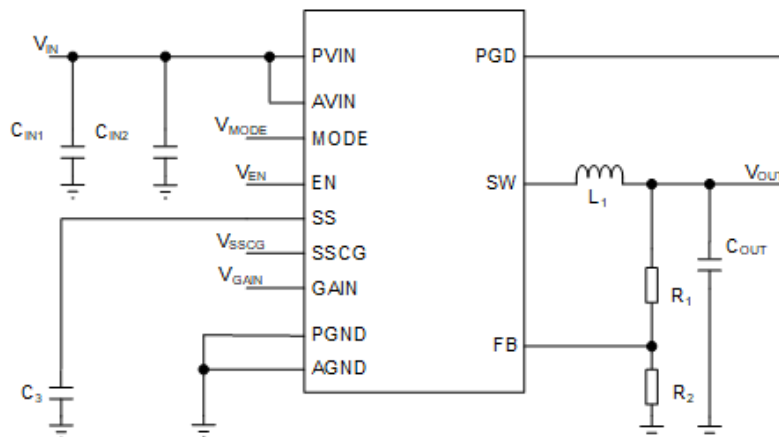 VIN
PVIN
PGD
AVIN
CIN1
CIN2
VMODE
MODE
VEN
EN
SW
L1
VOUT
SS
VSSCG
SSCG
COUT
VGAIN
GAIN
R1
PGND
FB
AGND
C3
R2